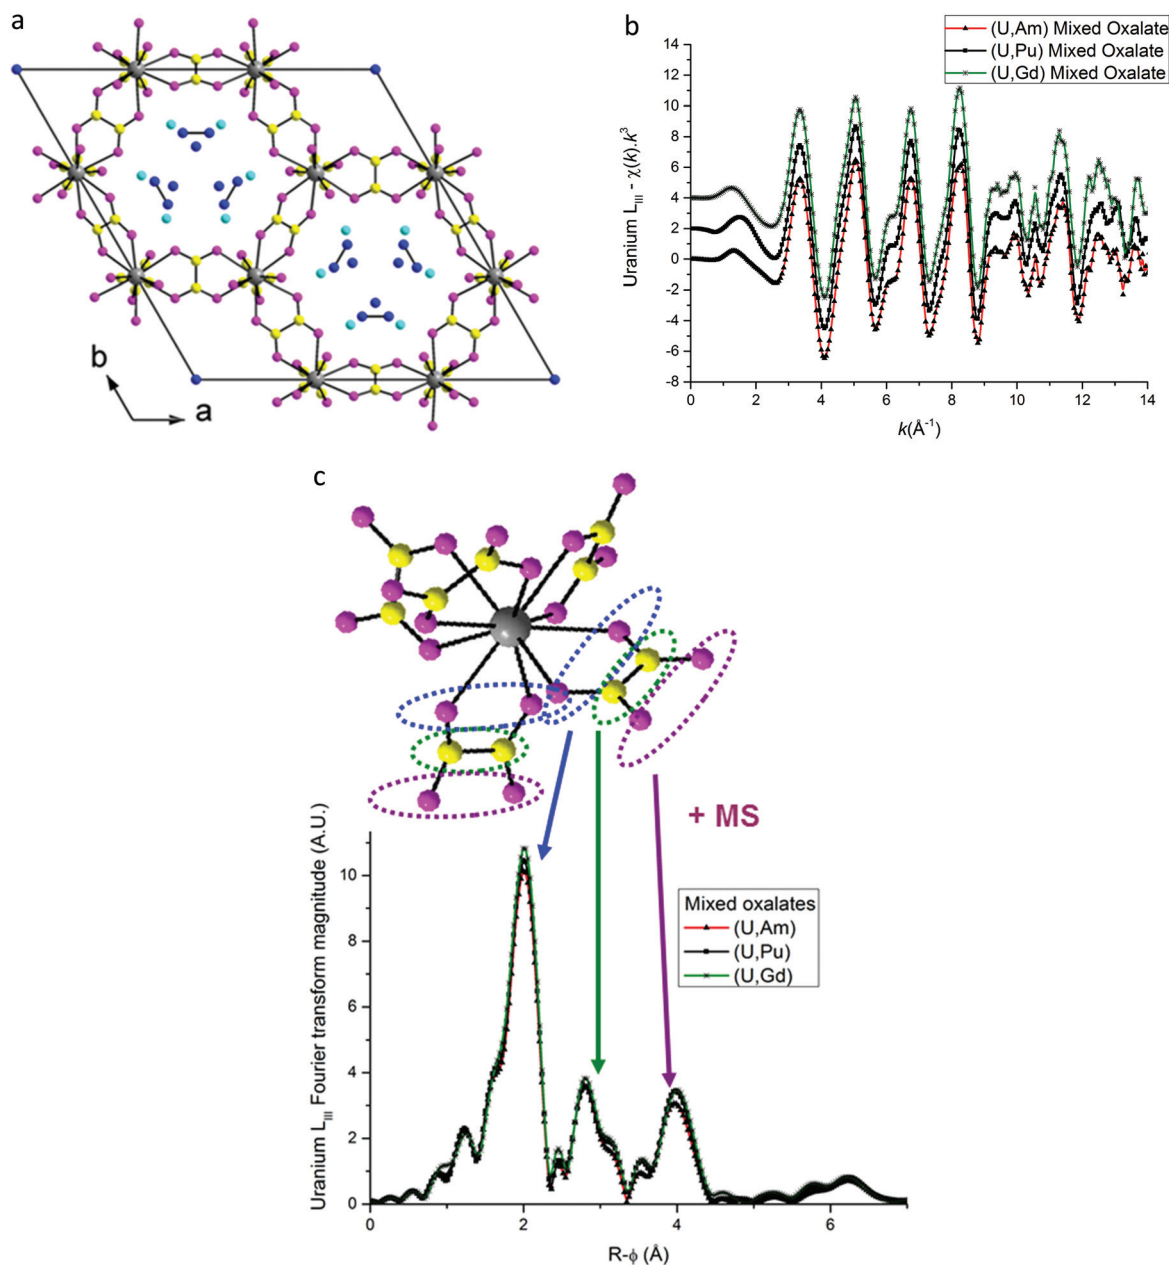 a
b
a
b
(U,Am) Mixed Oxalate
(U,Pu) Mixed Oxalate
(U,Gd) Mixed Oxalate
Uranium L_III - χ(k).k³
14
12
10
8
6
4
2
0
-2
-4
-6
-8
0 2 4 6 8 10 12 14
k(Å⁻¹)
c
+ MS
Mixed oxalates
(U,Am)
(U,Pu)
(U,Gd)
Uranium L_III Fourier transform magnitude (A.U.)
10
8
6
4
2
0
0 2 4 6
R-ϕ (Å)